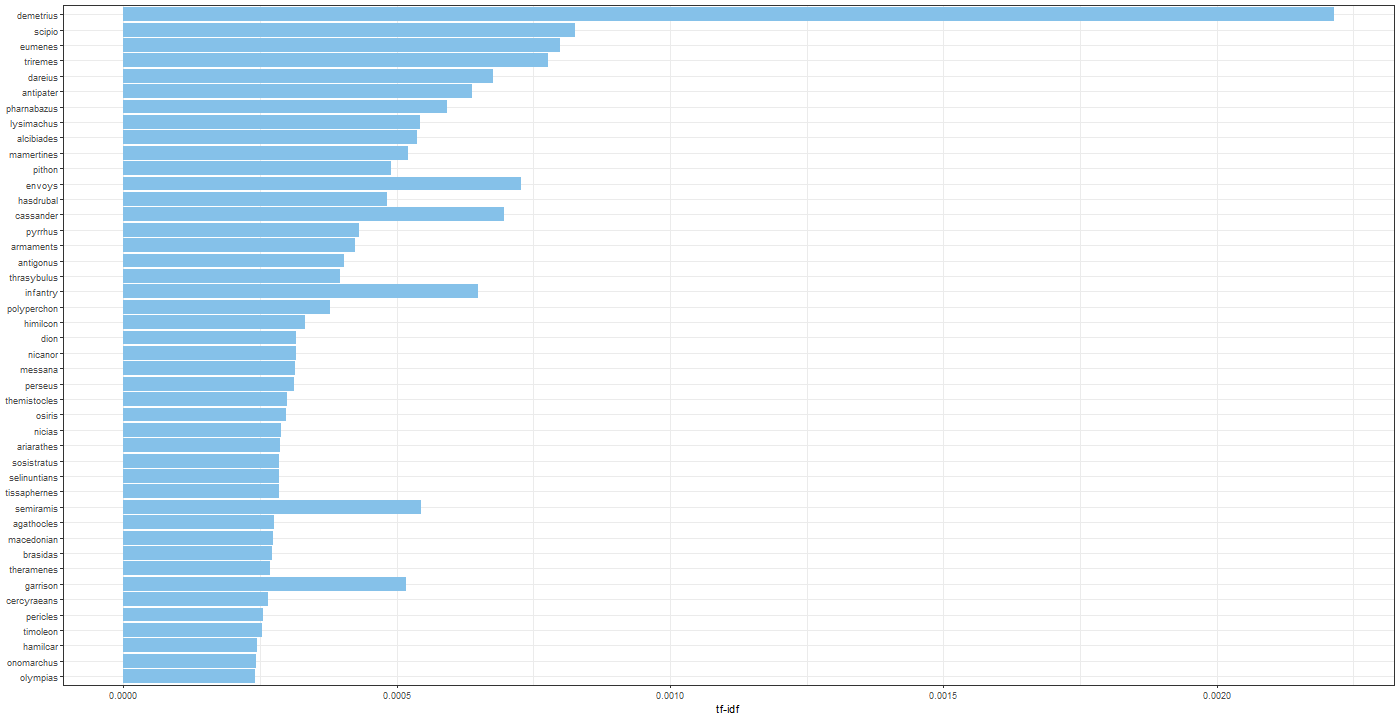 demetrius
scipio
eumenes
triremes
dareius
antipater
pharnabazus
lysimachus
alcibiades
mamertines
pithon
envoys
hasdrubal
cassander
pyrrhus
armaments
antigonus
thrasybulus
infantry
polyperchon
himilcon
dion
nicanor
messana
perseus
themistocles
osiris
nicias
ariarathes
sosistratus
selinuntians
tissaphernes
semiramis
agathocles
macedonian
brasidas
theramenes
garrison
cercyraeans
pericles
timoleon
hamilcar
onomarchus
olympias
0.0000 0.0005 0.0010 0.0015 0.0020
tf-idf